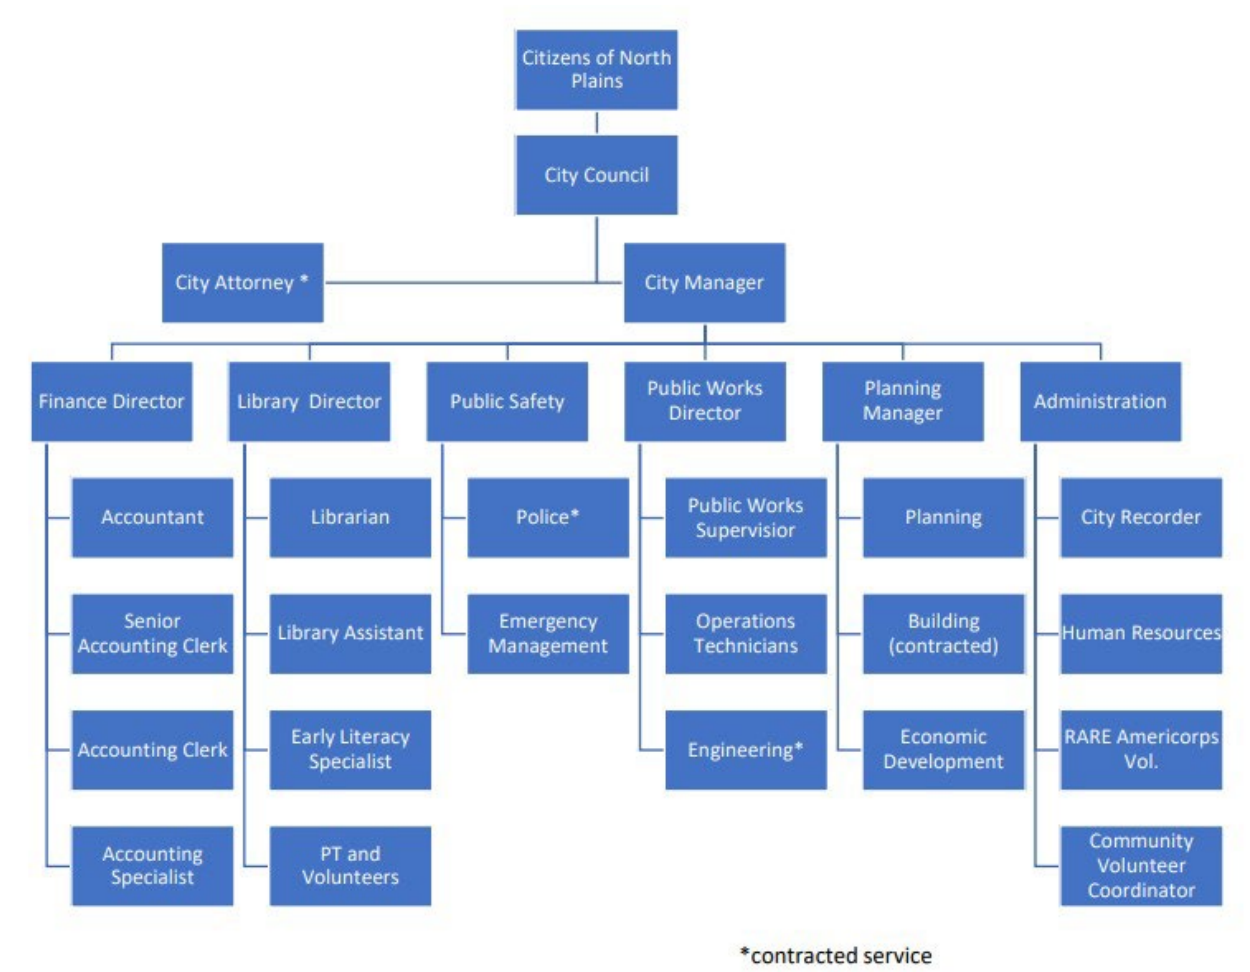 Citizens of North
Plains
City Council
City Attorney *
City Manager
Finance Director
Library Director
Public Safety
Public Works
Director
Planning
Manager
Administration
Accountant
Senior
Accounting Clerk
Accounting Clerk
Accounting
Specialist
Librarian
Library Assistant
Early Literacy
Specialist
PT and
Volunteers
Police*
Emergency
Management
Public Works
Supervisior
Operations
Technicians
Engineering*
Planning
Building
(contracted)
Economic
Development
City Recorder
Human Resources
RARE Americorps
Vol.
Community
Volunteer
Coordinator
*contracted service